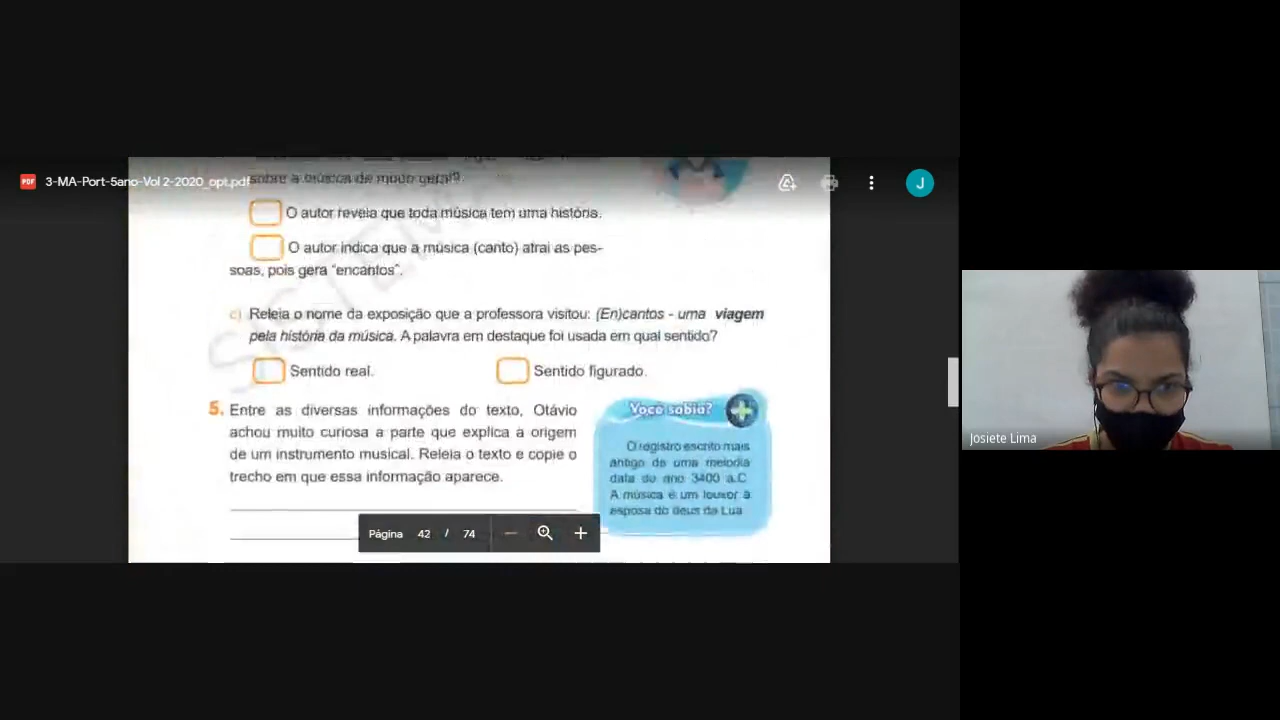 PDF 3-MA-Port-5ano-Vol 2-2020_opt.pdf
sobre a música de modo geral?
J
O autor revela que toda música tem uma história.
O autor indica que a música (canto) atrai as pes-
soas, pois gera "encantos".
c) Releia o nome da exposição que a professora visitou: (En)cantos - uma viagem
pela história da música. A palavra em destaque foi usada em qual sentido?
Sentido real.
Sentido figurado.
5. Entre as diversas informações do texto, Otávio
achou muito curiosa a parte que explica a origem
de um instrumento musical. Releia o texto e copie o
trecho em que essa informação aparece.
Você sabia?
O registro escrito mais
antigo de uma melodia
data do ano 3400 a.C
A música é um louvor à
esposa do deus da Lua
Página 42 / 74
SISTEM
Josiete Lima